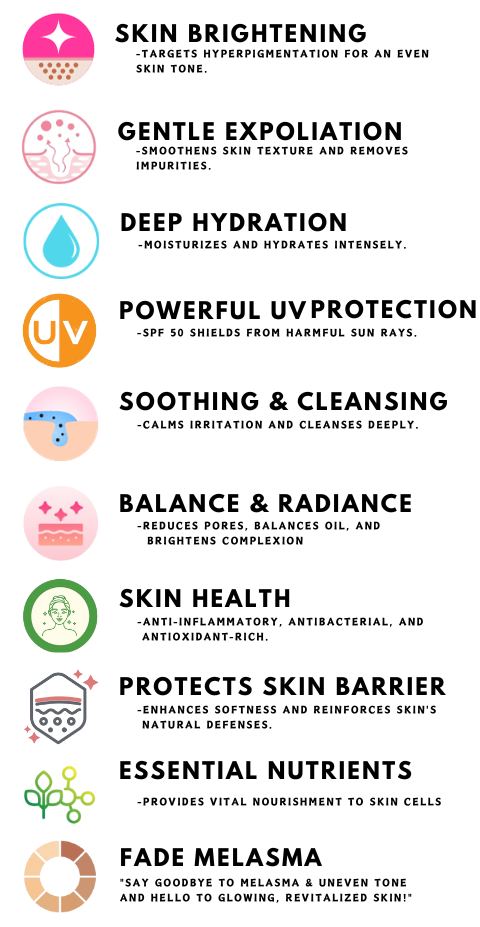 SKIN BRIGHTENING
-TARGETS HYPERPIGMENTATION FOR AN EVEN
SKIN TONE.
GENTLE EXPOLIATION
-SMOOTHENS SKIN TEXTURE AND REMOVES
IMPURITIES.
DEEP HYDRATION
-MOISTURIZES AND HYDRATES INTENSELY.
UV
POWERFUL UV PROTECTION
-SPF 50 SHIELDS FROM HARMFUL SUN RAYS.
SOOTHING & CLEANSING
-CALMS IRRITATION AND CLEANSES DEEPLY.
BALANCE & RADIANCE
-REDUCES PORES, BALANCES OIL, AND
BRIGHTENS COMPLEXION
SKIN HEALTH
-ANTI-INFLAMMATORY, ANTIBACTERIAL, AND
ANTIOXIDANT-RICH.
PROTECTS SKIN BARRIER
-ENHANCES SOFTNESS AND REINFORCES SKIN'S
NATURAL DEFENSES.
ESSENTIAL NUTRIENTS
-PROVIDES VITAL NOURISHMENT TO SKIN CELLS
FADE MELASMA
"SAY GOODBYE TO MELASMA & UNEVEN TONE
AND HELLO TO GLOWING, REVITALIZED SKIN!"